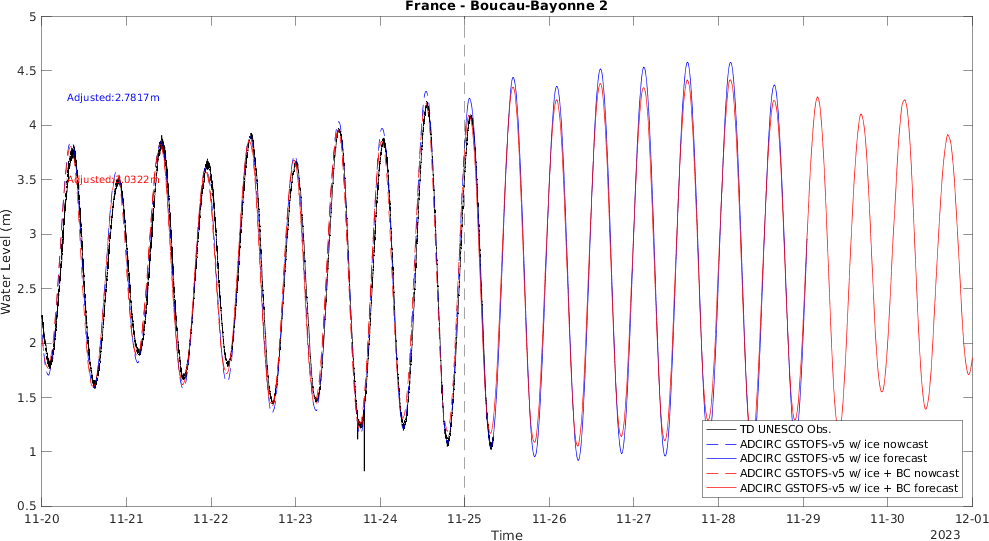 France - Boucau-Bayonne 2
5
4.5
4
3.5
3
2.5
2
1.5
1
0.5
Water Level (m)
Adjusted:2.7817m
TD UNESCO Obs.
ADCIRC GSTOFS-v5 w/ ice nowcast
ADCIRC GSTOFS-v5 w/ ice forecast
ADCIRC GSTOFS-v5 w/ ice + BC nowcast
ADCIRC GSTOFS-v5 w/ ice + BC forecast
11-20 11-21 11-22 11-23 11-24 11-25 11-26 11-27 11-28 11-29 11-30 12-01
Time
2023